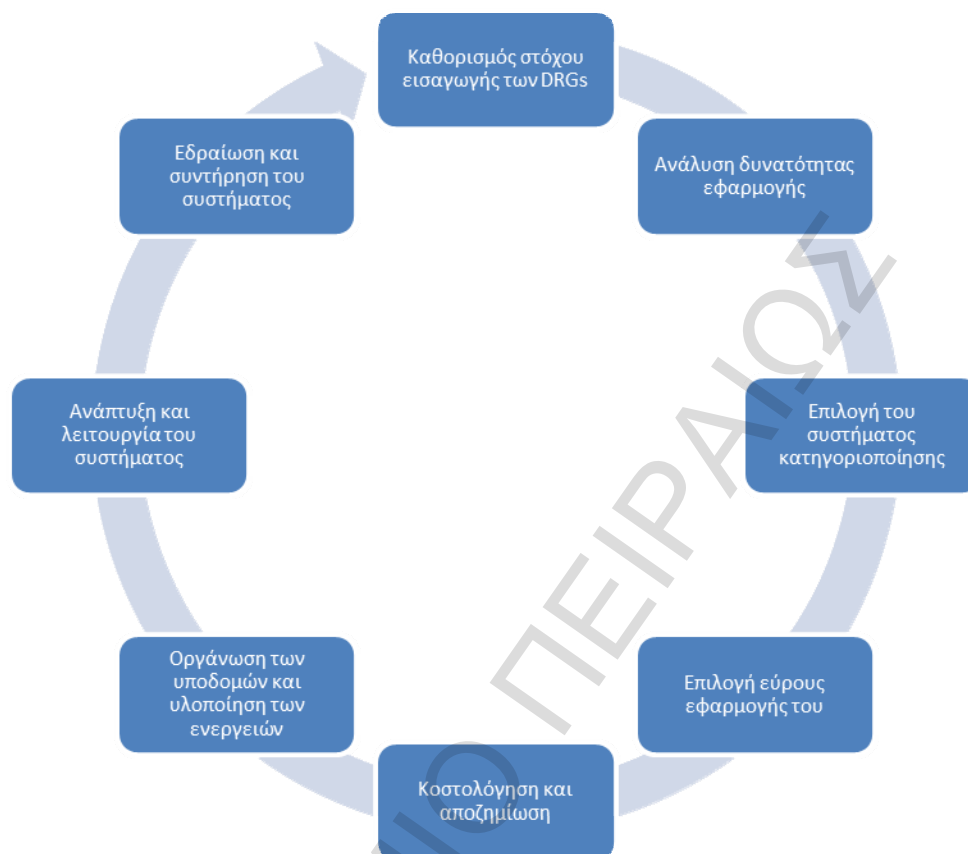 Καθορισμός στόχου
εισαγωγής των DRGs
Ανάλυση δυνατότητας
εφαρμογής
Επιλογή του
συστήματος
κατηγοριοποίησης
Επιλογή εύρους
εφαρμογής του
Κοστολόγηση και
αποζημίωση
Οργάνωση των
υποδομών και
υλοποίηση των
ενεργειών
Ανάπτυξη και
λειτουργία του
συστήματος
Εδραίωση και
συντήρηση του
συστήματος
ΠΕΙΡΑΙΩΣ